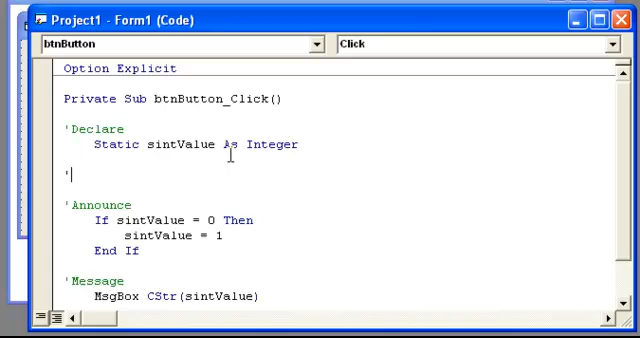 Project1 - Form1 (Code)
btnButton
Click
Option Explicit
Private Sub btnButton_Click()
'Declare
Static sintValue As Integer
'
'Announce
If sintValue = 0 Then
sintValue = 1
End If
'Message
MsgBox CStr(sintValue)